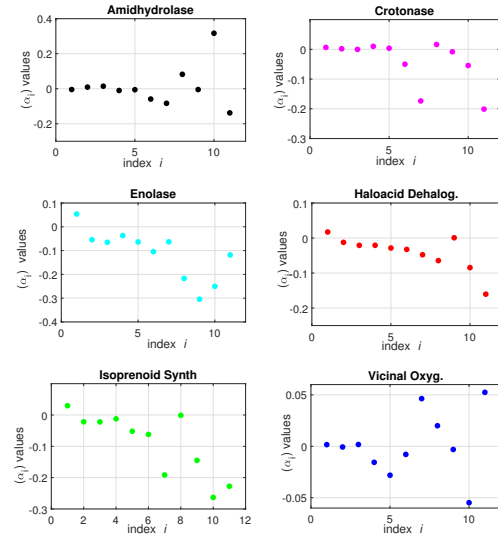 Amidhydrolase
0.4
0.2
0
-0.2
(αi) values
0 5 10
index i
Crotonase
0.1
0
-0.1
-0.2
-0.3
(αi) values
0 5 10
index i
Enolase
0.1
0
-0.1
-0.2
-0.3
-0.4
(αi) values
0 5 10
index i
Haloacid Dehalog.
0.1
0
-0.1
-0.2
(αi) values
0 5 10
index i
Isoprenoid Synth
0
-0.1
-0.2
-0.3
(αi) values
0 2 4 6 8 10 12
index i
Vicinal Oxyg.
0.05
0
-0.05
(αi) values
0 5 10
index i